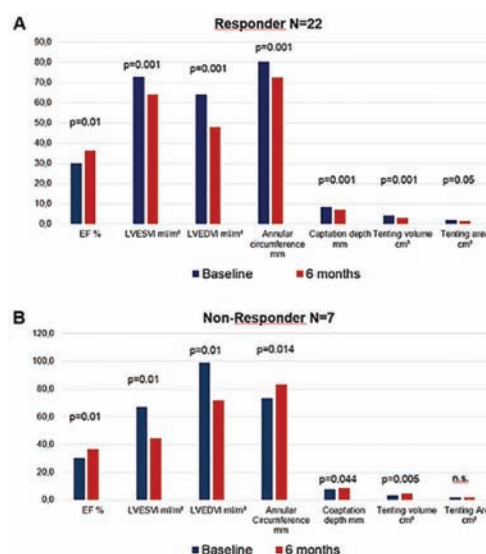 A
Responder N=22
90,0
80,0
70,0
60,0
50,0
40,0
30,0
20,0
10,0
0,0
p=0.01
p=0.001
p=0.001
p=0.001
p=0.001
p=0.001
p=0.05
EF %
LVESVI ml/m²
LVEDVI ml/m²
Annular
circumference
mm
Captation depth
mm
Tenting volume
cm³
Tenting area
cm²
Baseline
6 months
B
Non-Responder N=7
120,0
100,0
80,0
60,0
40,0
20,0
0,0
p=0.01
p=0.01
p=0.01
p=0.014
p=0.044
p=0.005
n.s.
EF %
LVESVI ml/m²
LVEDVI ml/m²
Annular
Circumference
mm
Coaptation
depth mm
Tenting volume
cm³
Tenting Area
cm²
Baseline
6 months